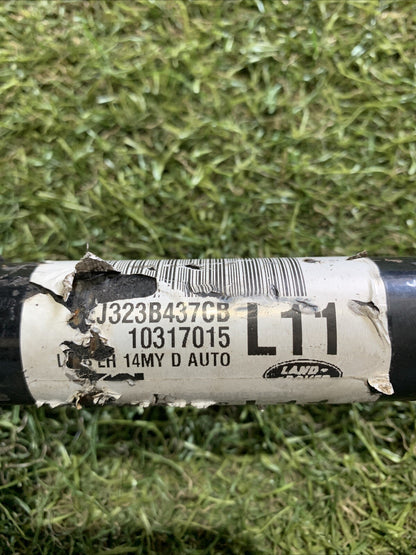 J323B437CB
10317015
L11
LH 14MY D AUTO
LAND
ROVER